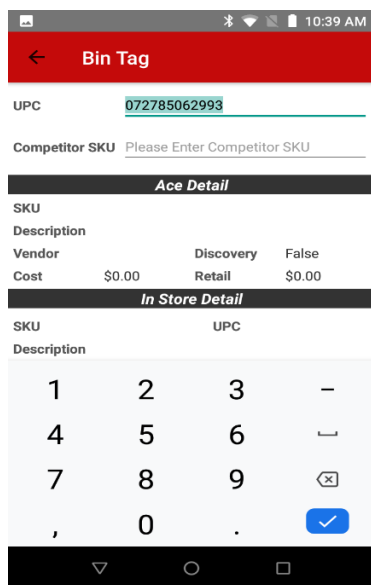 10:39 AM
Bin Tag
UPC 072785062993
Competitor SKU Please Enter Competitor SKU
Ace Detail
SKU
Description
Vendor Discovery False
Cost $0.00 Retail $0.00
In Store Detail
SKU UPC
Description
1 2 3 –
4 5 6
7 8 9
, 0 .